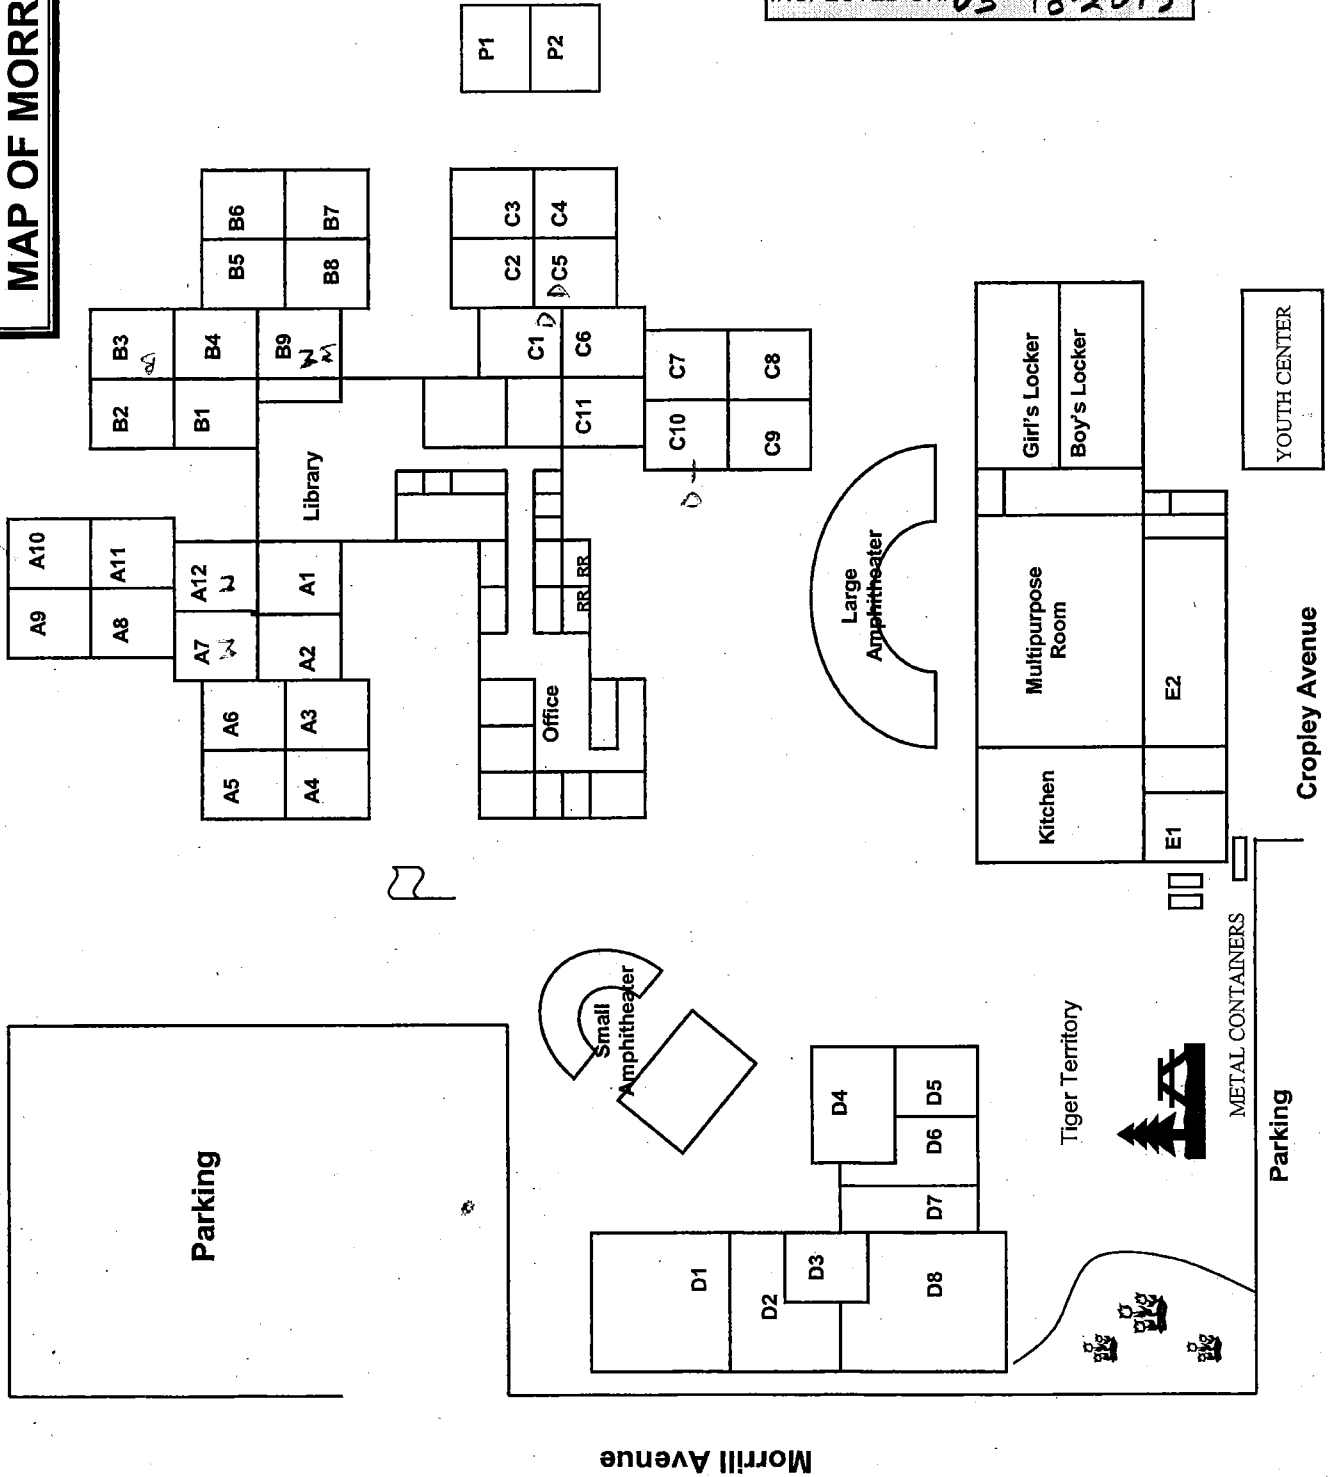 MAP OF MORR
P1
P2
B6
B7
B5
B8
C3
C4
C2
C5
D
B3
B4
B9
C1
D
C6
C7
C8
B2
B1
C11
C10
C9
D
Library
A10
A11
A12
A1
A9
A8
A7
A2
RR
RR
A6
A3
A5
A4
Office
Large
Amphitheater
Girl's Locker
Boy's Locker
YOUTH CENTER
Multipurpose
Room
E2
Kitchen
E1
Cropley Avenue
Small
Amphitheater
METAL CONTAINERS
Tiger Territory
Parking
Parking
D4
D5
D6
D7
D1
D2
D3
D8
Morrill Avenue